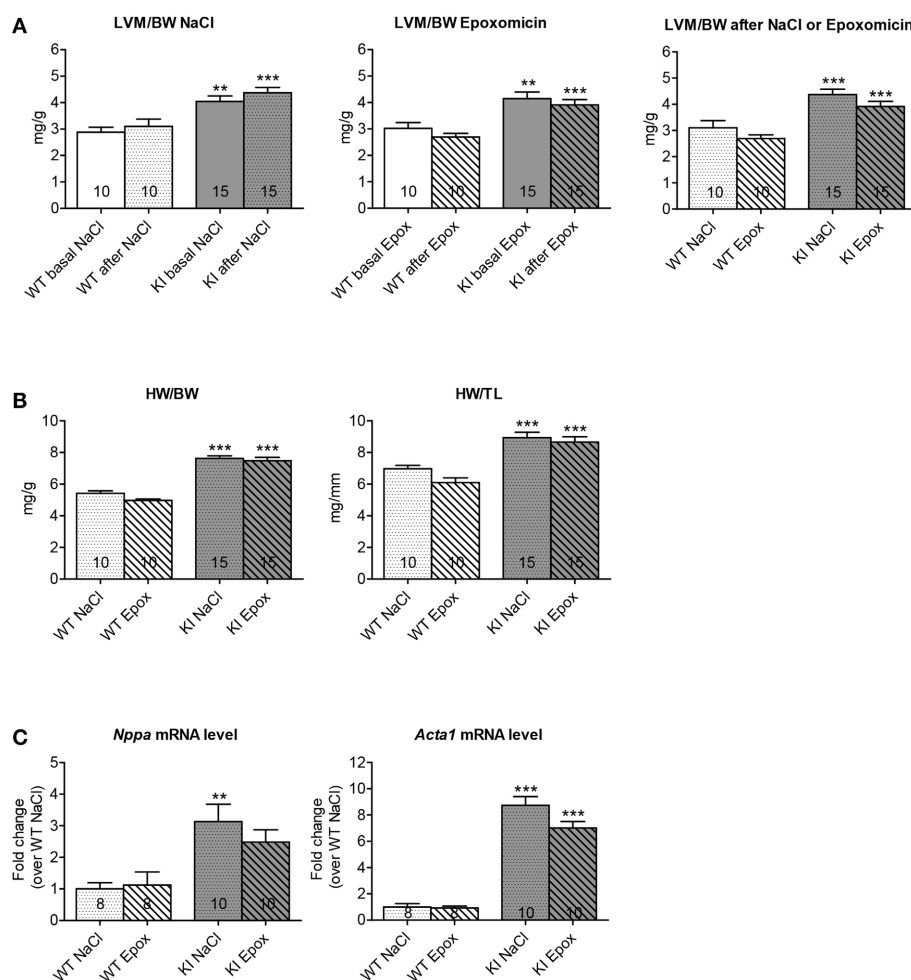 A
LVM/BW NaCl
LVM/BW Epoxomicin
LVM/BW after NaCl or Epoxomicin
mg/g
6
5
4
3
2
1
0
** ***
10 10 15 15
WT basal NaCl
WT after NaCl
KI basal NaCl
KI after NaCl
mg/g
6
5
4
3
2
1
0
** ***
10 10 15 15
WT basal Epox
WT after Epox
KI basal Epox
KI after Epox
mg/g
6
5
4
3
2
1
0
*** ***
10 10 15 15
WT NaCl
WT Epox
KI NaCl
KI Epox
B
HW/BW
HW/TL
mg/g
10
8
6
4
2
0
*** ***
10 10 15 15
WT NaCl
WT Epox
KI NaCl
KI Epox
mg/mm
10
8
6
4
2
0
*** ***
10 10 15 15
WT NaCl
WT Epox
KI NaCl
KI Epox
C
Nppa mRNA level
Acta1 mRNA level
Fold change
(over WT NaCl)
5
4
3
2
1
0
**
8 8 10 10
WT NaCl
WT Epox
KI NaCl
KI Epox
Fold change
(over WT NaCl)
12
10
8
6
4
2
0
*** ***
8 8 10 10
WT NaCl
WT Epox
KI NaCl
KI Epox